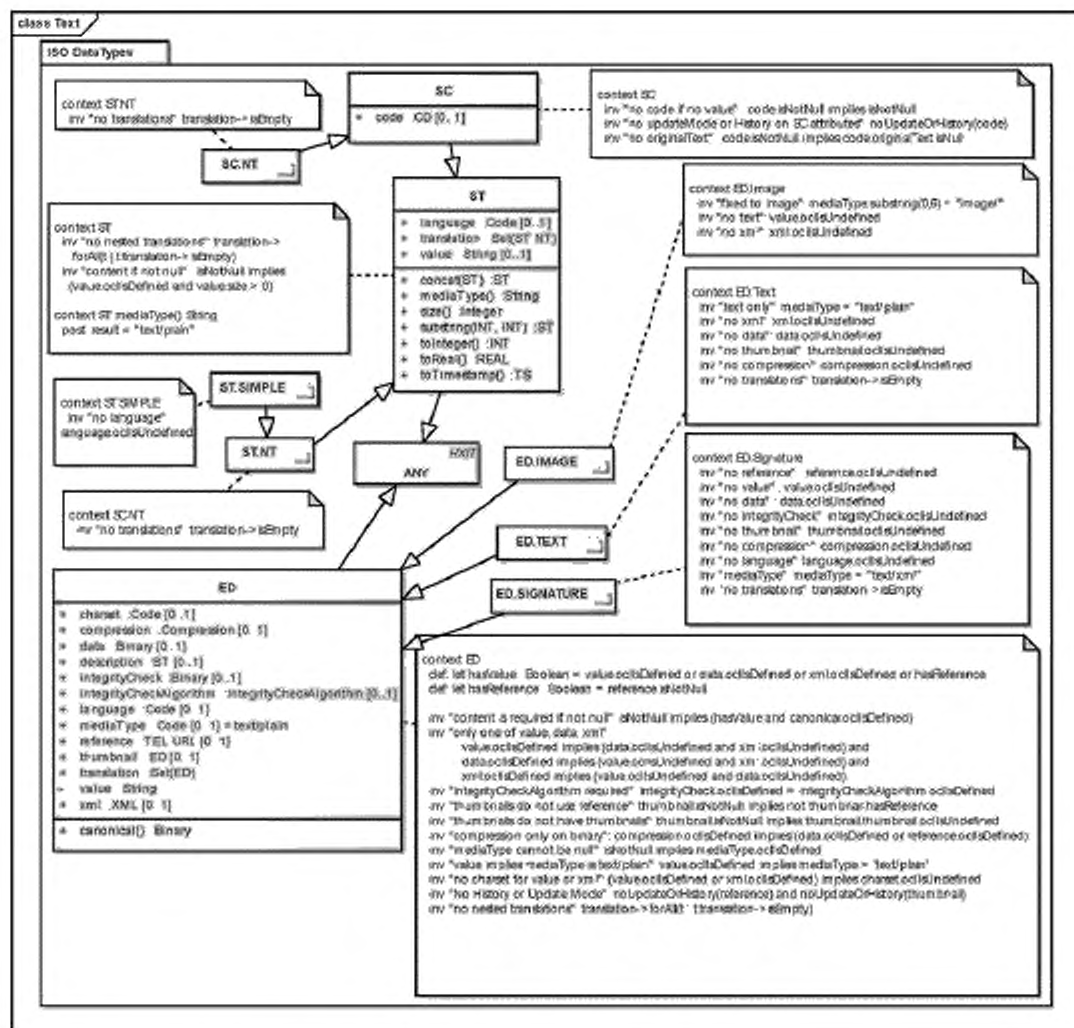 class Text
ISO DataTypes
context ST.NT
inv "no translations" translation->isEmpty
SC
+ code :CD [0..1]
context SC
inv "no code if no value" code.isNotNull implies isNotNull
inv "no updateMode or History on SC attributes" noUpdateOrHistory(code)
inv "no originalText" code.isNotNull implies code.originalText.isNull
SC.NT
context ED.Image
inv "fixed to image" mediaType.substring(0,6) = "image/"
inv "no text" value.oclIsUndefined
inv "no xml" xml.oclIsUndefined
ST
+ language :Code [0..1]
+ translation :Set(ST.NT)
+ value :String [0..1]
+ concat(ST) :ST
+ mediaType() :String
+ size() :Integer
+ substring(INT, INT) :ST
+ toInteger() :INT
+ toReal() :REAL
+ toTimestamp() :TS
context ST
inv "no nested translations" translation->
forAll(t | t.translation->isEmpty)
inv "content if not null" isNotNull implies
(value.oclIsDefined and value.size > 0)
context ST mediaType() :String
post result = "text/plain"
context ED.Text
inv "text only" mediaType = "text/plain"
inv "no xml" xml.oclIsUndefined
inv "no data" data.oclIsUndefined
inv "no thumbnail" thumbnail.oclIsUndefined
inv "no compression" compression.oclIsUndefined
inv "no translations" translation->isEmpty
context ST.SIMPLE
inv "no language"
language.oclIsUndefined
ST.SIMPLE
ST.NT
HXIT
ANY
ED.IMAGE
context ED.Signature
inv "no reference" reference.oclIsUndefined
inv "no value" . value.oclIsUndefined
inv "no data" : data.oclIsUndefined
inv "no integrityCheck" integrityCheck.oclIsUndefined
inv "no thumbnail" thumbnail.oclIsUndefined
inv "no compression" compression.oclIsUndefined
inv "no language" language.oclIsUndefined
inv "mediaType" mediaType = "text/xml"
inv "no translations" translation->isEmpty
context SC.NT
inv "no translations" translation->isEmpty
ED.TEXT
ED.SIGNATURE
ED
+ charset :Code [0..1]
+ compression :Compression [0..1]
+ data :Binary [0..1]
+ description :ST [0..1]
+ integrityCheck :Binary [0..1]
+ integrityCheckAlgorithm :IntegrityCheckAlgorithm [0..1]
+ language :Code [0..1]
+ mediaType :Code [0..1] = text/plain
+ reference :TEL.URL [0..1]
+ thumbnail :ED [0..1]
+ translation :Set(ED)
- value :String
+ xml :XML [0..1]
+ canonical() :Binary
context ED
def: let hasValue :Boolean = value.oclIsDefined or data.oclIsDefined or xml.oclIsDefined or hasReference
def: let hasReference :Boolean = reference.isNotNull
inv "content is required if not null" isNotNull implies (hasValue and canonical.oclIsDefined)
inv "only one of value, data, xml"
value.oclIsDefined implies (data.oclIsUndefined and xml.oclIsUndefined) and
data.oclIsDefined implies (value.oclIsUndefined and xml.oclIsUndefined) and
xml.oclIsDefined implies (value.oclIsUndefined and data.oclIsUndefined)
inv "integrityCheckAlgorithm required" integrityCheck.oclIsDefined = integrityCheckAlgorithm.oclIsDefined
inv "thumbnails do not use reference" thumbnail.isNotNull implies not thumbnail.hasReference
inv "thumbnails do not have thumbnails" thumbnail.isNotNull implies thumbnail.thumbnail.oclIsUndefined
inv "compression only on binary": compression.oclIsDefined implies (data.oclIsDefined or reference.oclIsDefined)
inv "mediaType cannot be null" isNotNull implies mediaType.oclIsDefined
inv "value implies mediaType is text/plain" value.oclIsDefined implies mediaType = "text/plain"
inv "no charset for value or xml" (value.oclIsDefined or xml.oclIsDefined) implies charset.oclIsUndefined
inv "No History or Update Mode" noUpdateOrHistory(reference) and noUpdateOrHistory(thumbnail)
inv "no nested translations" translation->forAll(t | t.translation->isEmpty)